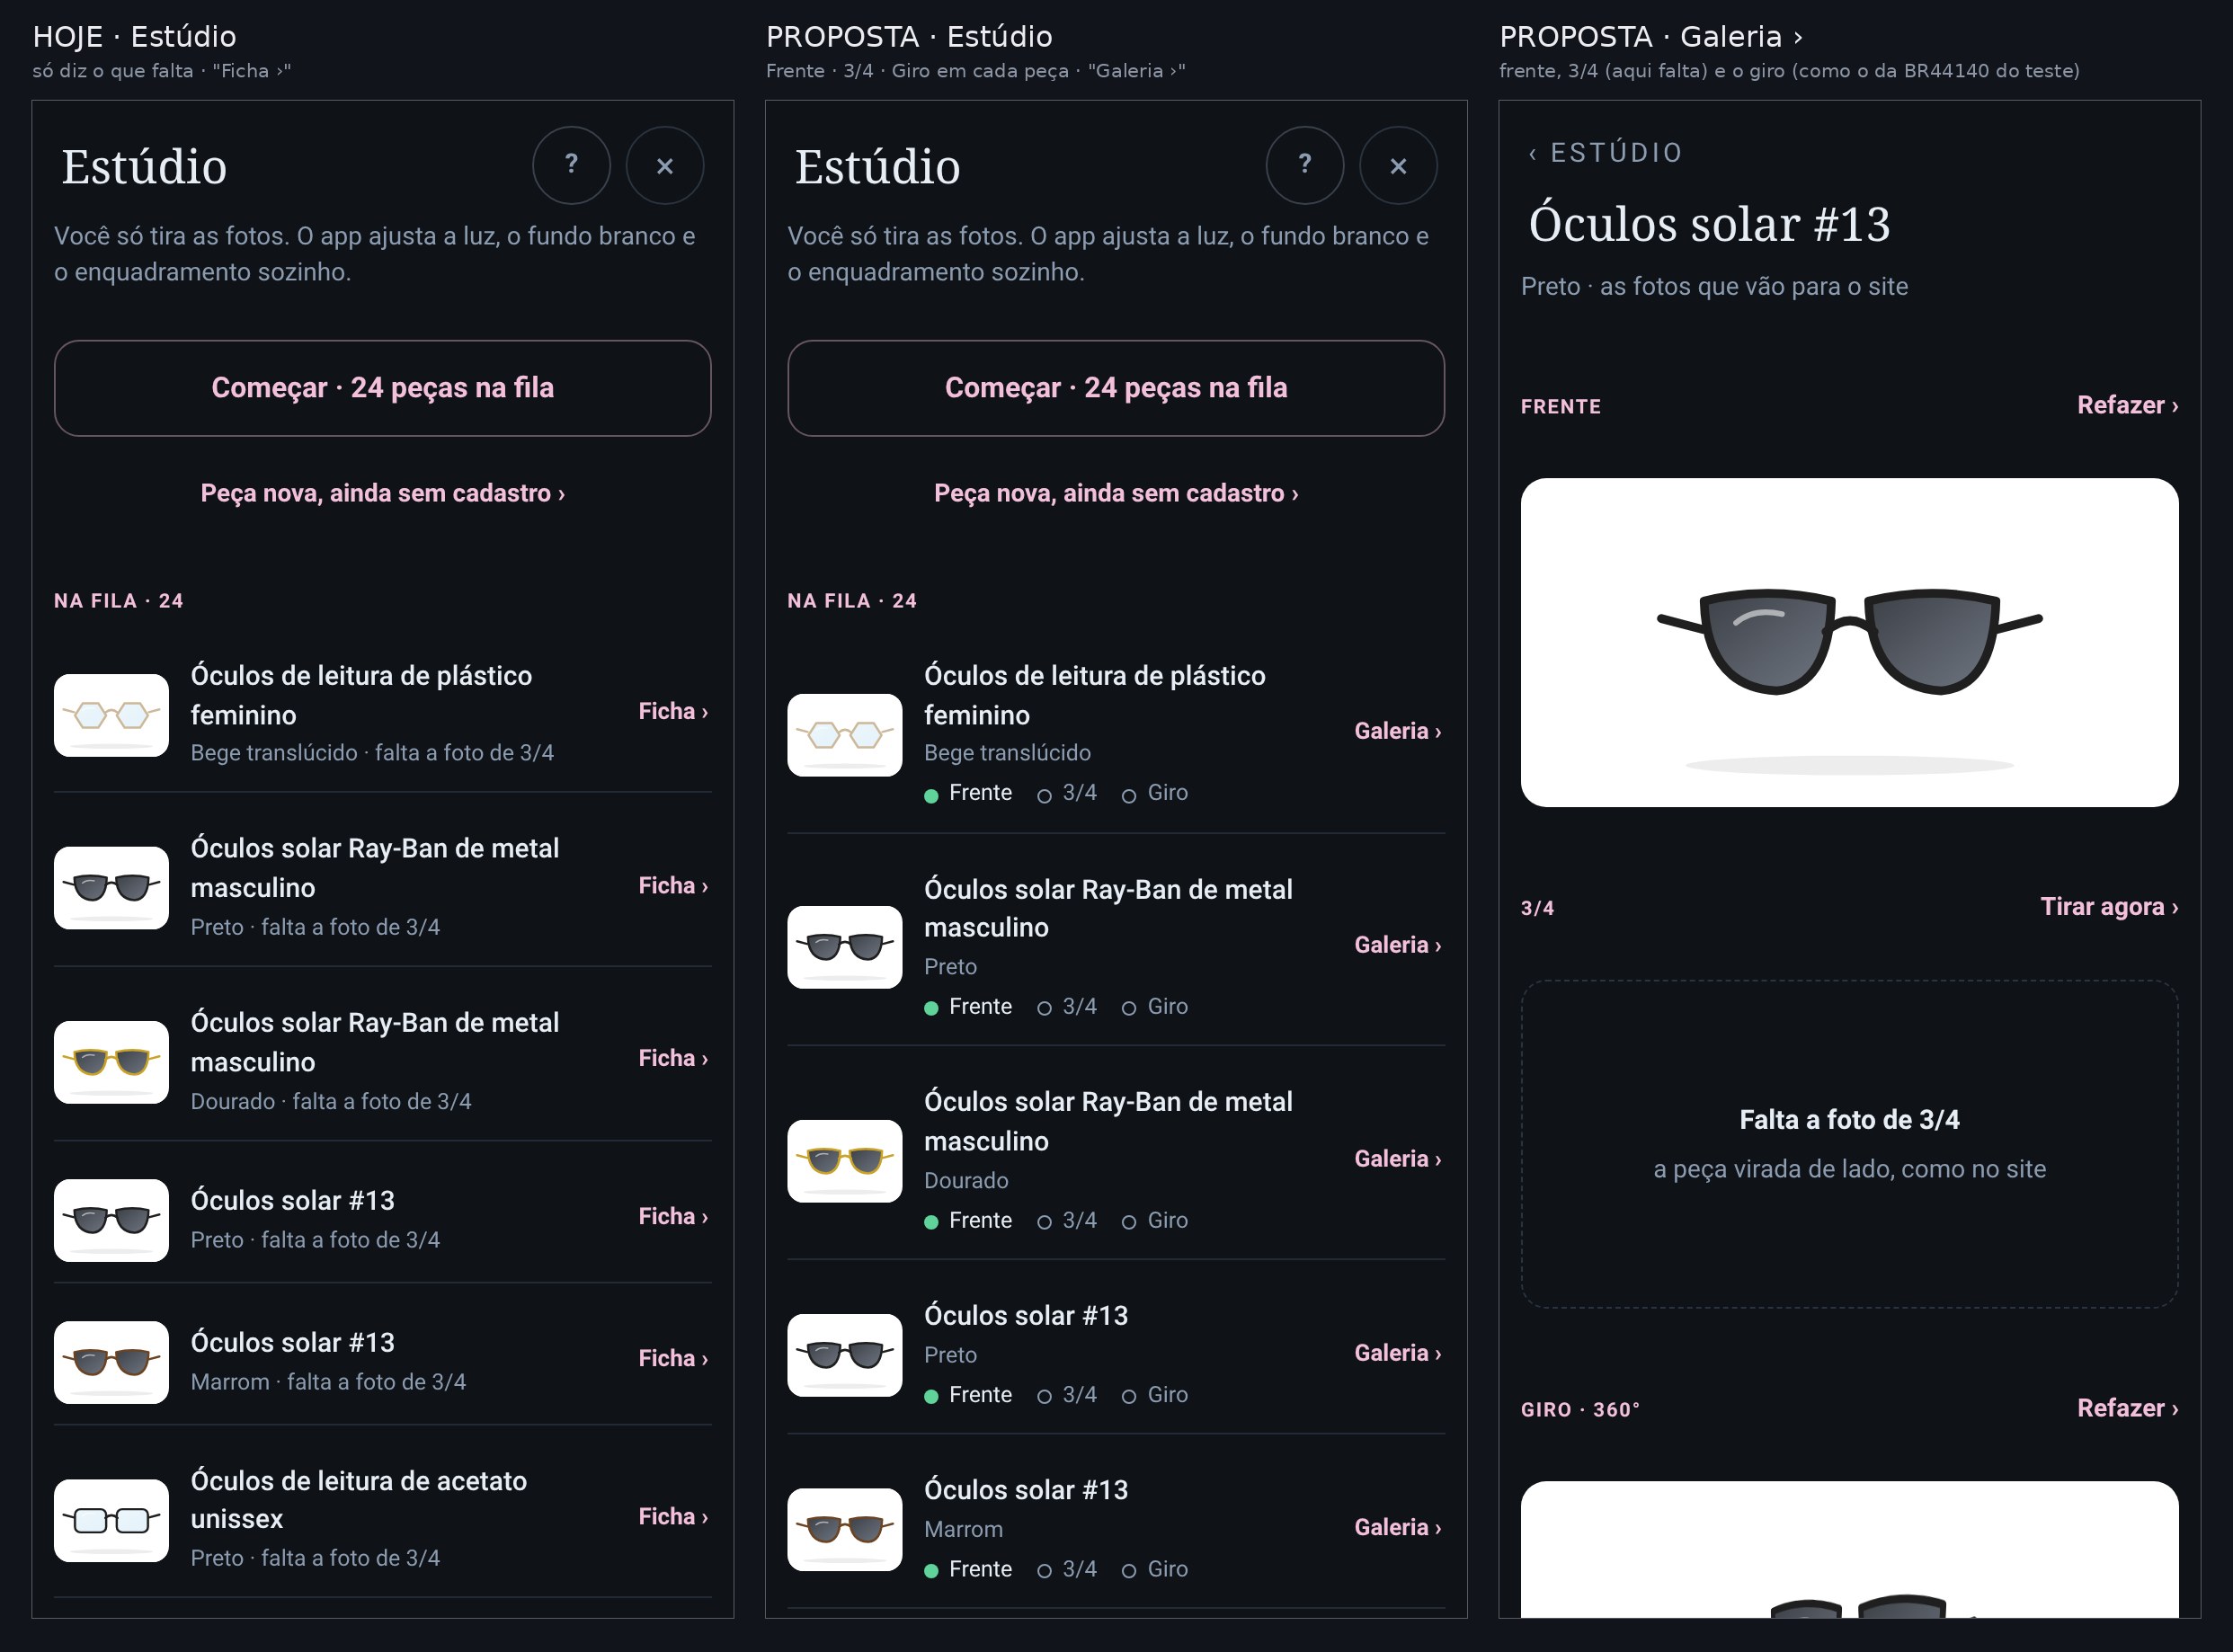 HOJE · Estúdio
só diz o que falta · "Ficha ›"
Estúdio
?
×
Você só tira as fotos. O app ajusta a luz, o fundo branco e
o enquadramento sozinho.
Começar · 24 peças na fila
Peça nova, ainda sem cadastro ›
NA FILA · 24
Óculos de leitura de plástico
feminino
Bege translúcido · falta a foto de 3/4
Ficha ›
Óculos solar Ray-Ban de metal
masculino
Preto · falta a foto de 3/4
Ficha ›
Óculos solar Ray-Ban de metal
masculino
Dourado · falta a foto de 3/4
Ficha ›
Óculos solar #13
Preto · falta a foto de 3/4
Ficha ›
Óculos solar #13
Marrom · falta a foto de 3/4
Ficha ›
Óculos de leitura de acetato
unissex
Preto · falta a foto de 3/4
Ficha ›
PROPOSTA · Estúdio
Frente · 3/4 · Giro em cada peça · "Galeria ›"
Estúdio
?
×
Você só tira as fotos. O app ajusta a luz, o fundo branco e
o enquadramento sozinho.
Começar · 24 peças na fila
Peça nova, ainda sem cadastro ›
NA FILA · 24
Óculos de leitura de plástico
feminino
Bege translúcido
Frente 3/4 Giro
Galeria ›
Óculos solar Ray-Ban de metal
masculino
Preto
Frente 3/4 Giro
Galeria ›
Óculos solar Ray-Ban de metal
masculino
Dourado
Frente 3/4 Giro
Galeria ›
Óculos solar #13
Preto
Frente 3/4 Giro
Galeria ›
Óculos solar #13
Marrom
Frente 3/4 Giro
Galeria ›
PROPOSTA · Galeria ›
frente, 3/4 (aqui falta) e o giro (como o da BR44140 do teste)
‹ ESTÚDIO
Óculos solar #13
Preto · as fotos que vão para o site
FRENTE
Refazer ›
3/4
Tirar agora ›
Falta a foto de 3/4
a peça virada de lado, como no site
GIRO · 360°
Refazer ›